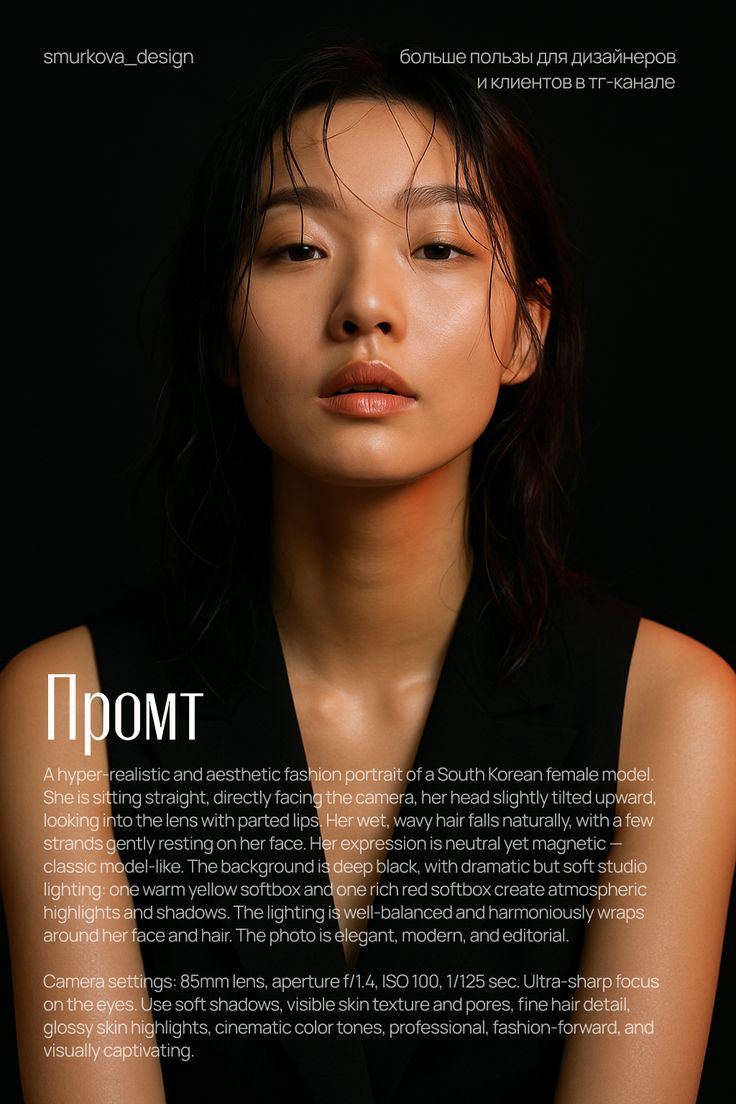 smurkova_design
больше пользы для дизайнеров
и клиентов в тг-канале
Промт
A hyper-realistic and aesthetic fashion portrait of a South Korean female model.
She is sitting straight, directly facing the camera, her head slightly tilted upward,
looking into the lens with parted lips. Her wet, wavy hair falls naturally, with a few
strands gently resting on her face. Her expression is neutral yet magnetic —
classic model-like. The background is deep black, with dramatic but soft studio
lighting: one warm yellow softbox and one rich red softbox create atmospheric
highlights and shadows. The lighting is well-balanced and harmoniously wraps
around her face and hair. The photo is elegant, modern, and editorial.
Camera settings: 85mm lens, aperture f/1.4, ISO 100, 1/125 sec. Ultra-sharp focus
on the eyes. Use soft shadows, visible skin texture and pores, fine hair detail,
glossy skin highlights, cinematic color tones, professional, fashion-forward, and
visually captivating.